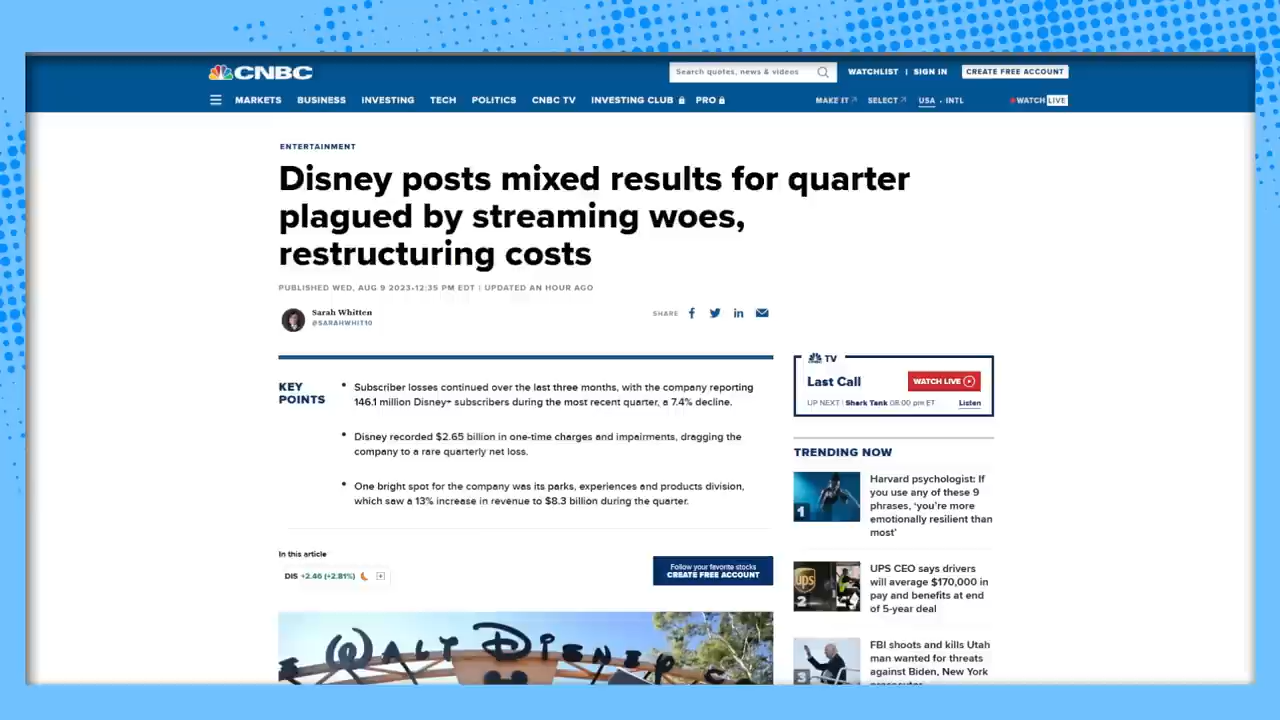 CNBC
Search quotes, news & videos
WATCHLIST | SIGN IN
CREATE FREE ACCOUNT
MARKETS BUSINESS INVESTING TECH POLITICS CNBC TV INVESTING CLUB PRO
MAKE IT SELECT USA • INTL
WATCH LIVE
ENTERTAINMENT
Disney posts mixed results for quarter
plagued by streaming woes,
restructuring costs
PUBLISHED WED, AUG 9 2023•12:35 PM EDT | UPDATED AN HOUR AGO
Sarah Whitten
@SARAHWHIT10
SHARE
KEY
POINTS
• Subscriber losses continued over the last three months, with the company reporting
146.1 million Disney+ subscribers during the most recent quarter, a 7.4% decline.
• Disney recorded $2.65 billion in one-time charges and impairments, dragging the
company to a rare quarterly net loss.
• One bright spot for the company was its parks, experiences and products division,
which saw a 13% increase in revenue to $8.3 billion during the quarter.
In this article
DIS +2.46 (+2.81%)
Follow your favorite stocks
CREATE FREE ACCOUNT
WALT DISNEY
TV
Last Call
WATCH LIVE
UP NEXT | Shark Tank 08:00 pm ET
Listen
TRENDING NOW
1
Harvard psychologist: If
you use any of these 9
phrases, ‘you’re more
emotionally resilient than
most’
ups
2
UPS CEO says drivers
will average $170,000 in
pay and benefits at end
of 5-year deal
3
FBI shoots and kills Utah
man wanted for threats
against Biden, New York